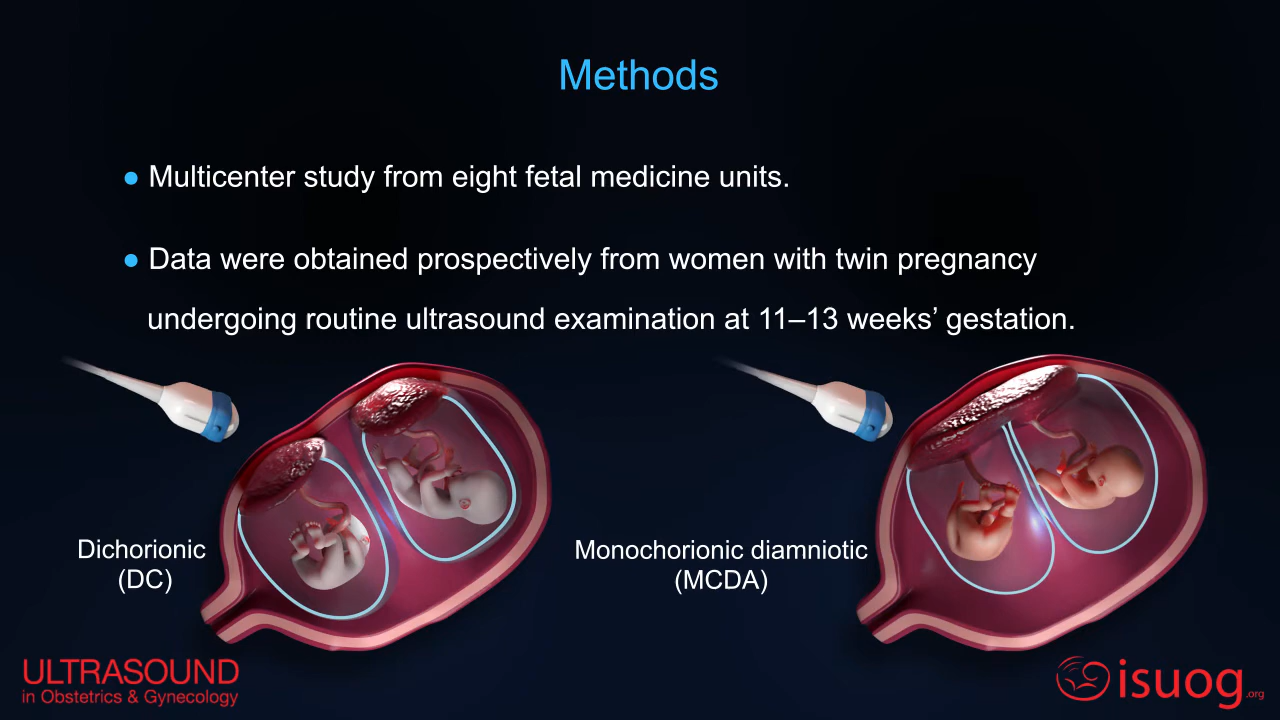 Methods
● Multicenter study from eight fetal medicine units.
● Data were obtained prospectively from women with twin pregnancy
undergoing routine ultrasound examination at 11–13 weeks’ gestation.
Dichorionic
(DC)
Monochorionic diamniotic
(MCDA)
ULTRASOUND
in Obstetrics & Gynecology
isuog.org